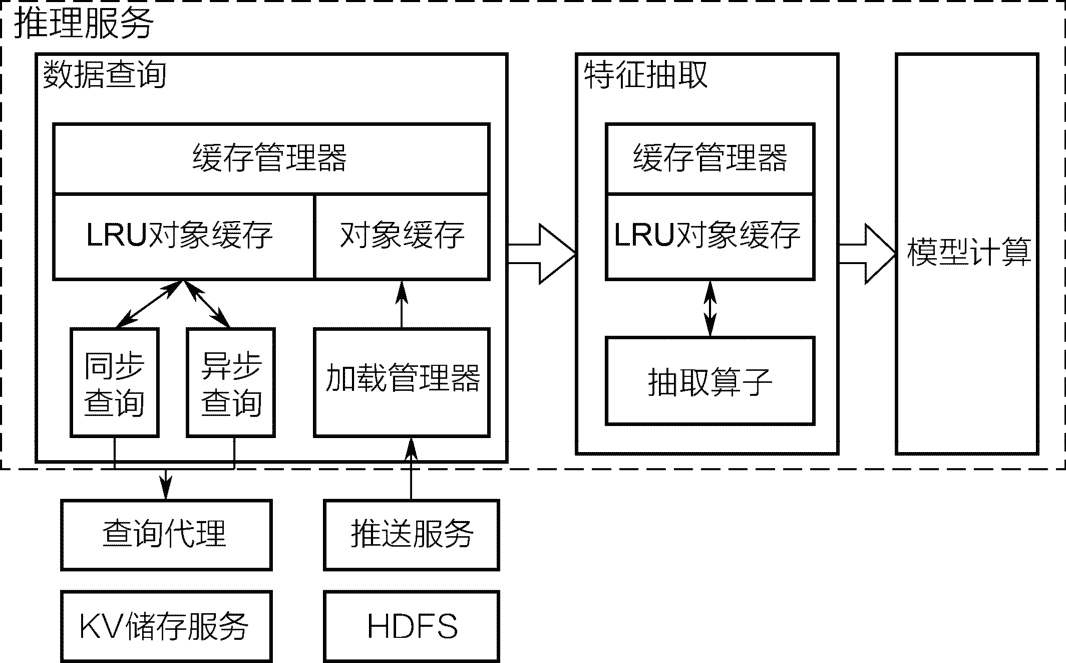 推理服务
数据查询
缓存管理器
LRU对象缓存
对象缓存
同步
查询
异步
查询
加载管理器
特征抽取
缓存管理器
LRU对象缓存
抽取算子
模型计算
查询代理
推送服务
KV储存服务
HDFS